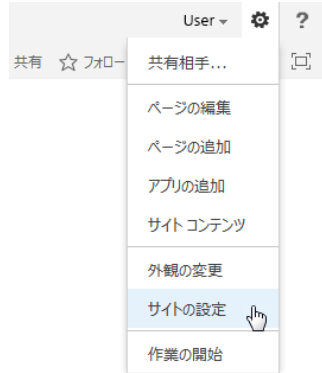 User
?
共有 フォロー
共有相手...
ページの編集
ページの追加
アプリの追加
サイト コンテンツ
外観の変更
サイトの設定
作業の開始